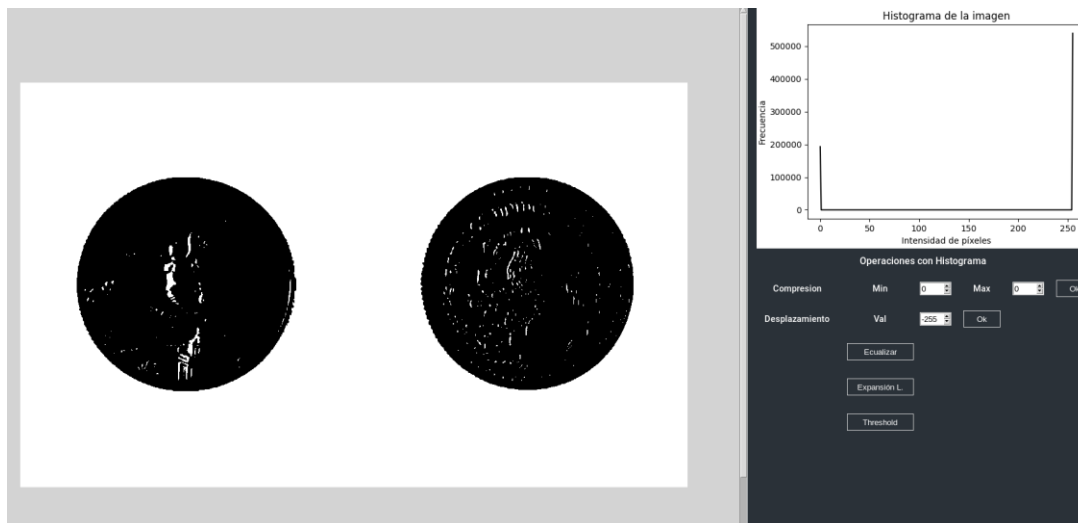 Histograma de la imagen
500000
400000
300000
200000
100000
0
Frecuencia
0 50 100 150 200 250
Intensidad de píxeles
Operaciones con Histograma
Compresion Min 0 Max 0 Ok
Desplazamiento Val -255 Ok
Ecualizar
Expansión L.
Threshold